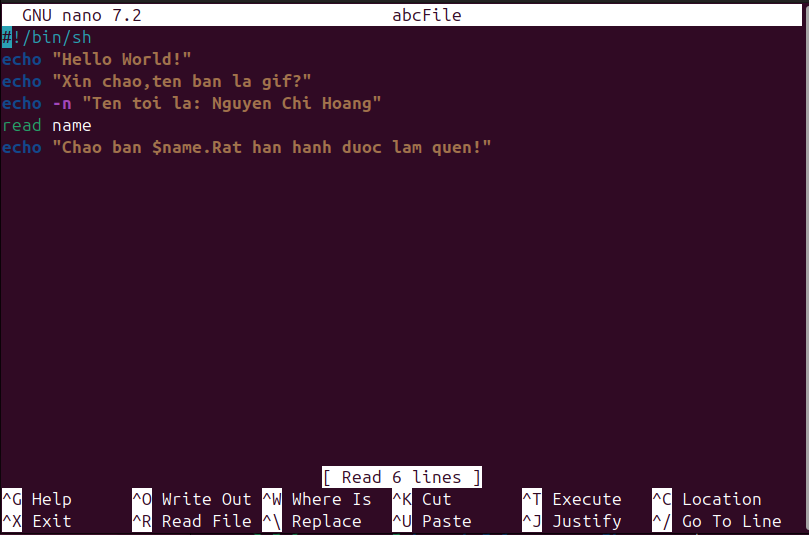 GNU nano 7.2 abcFile
#!/bin/sh
echo "Hello World!"
echo "Xin chao,ten ban la gif?"
echo -n "Ten toi la: Nguyen Chi Hoang"
read name
echo "Chao ban $name.Rat han hanh duoc lam quen!"
[ Read 6 lines ]
^G Help ^O Write Out ^W Where Is ^K Cut ^T Execute ^C Location
^X Exit ^R Read File ^\ Replace ^U Paste ^J Justify ^/ Go To Line